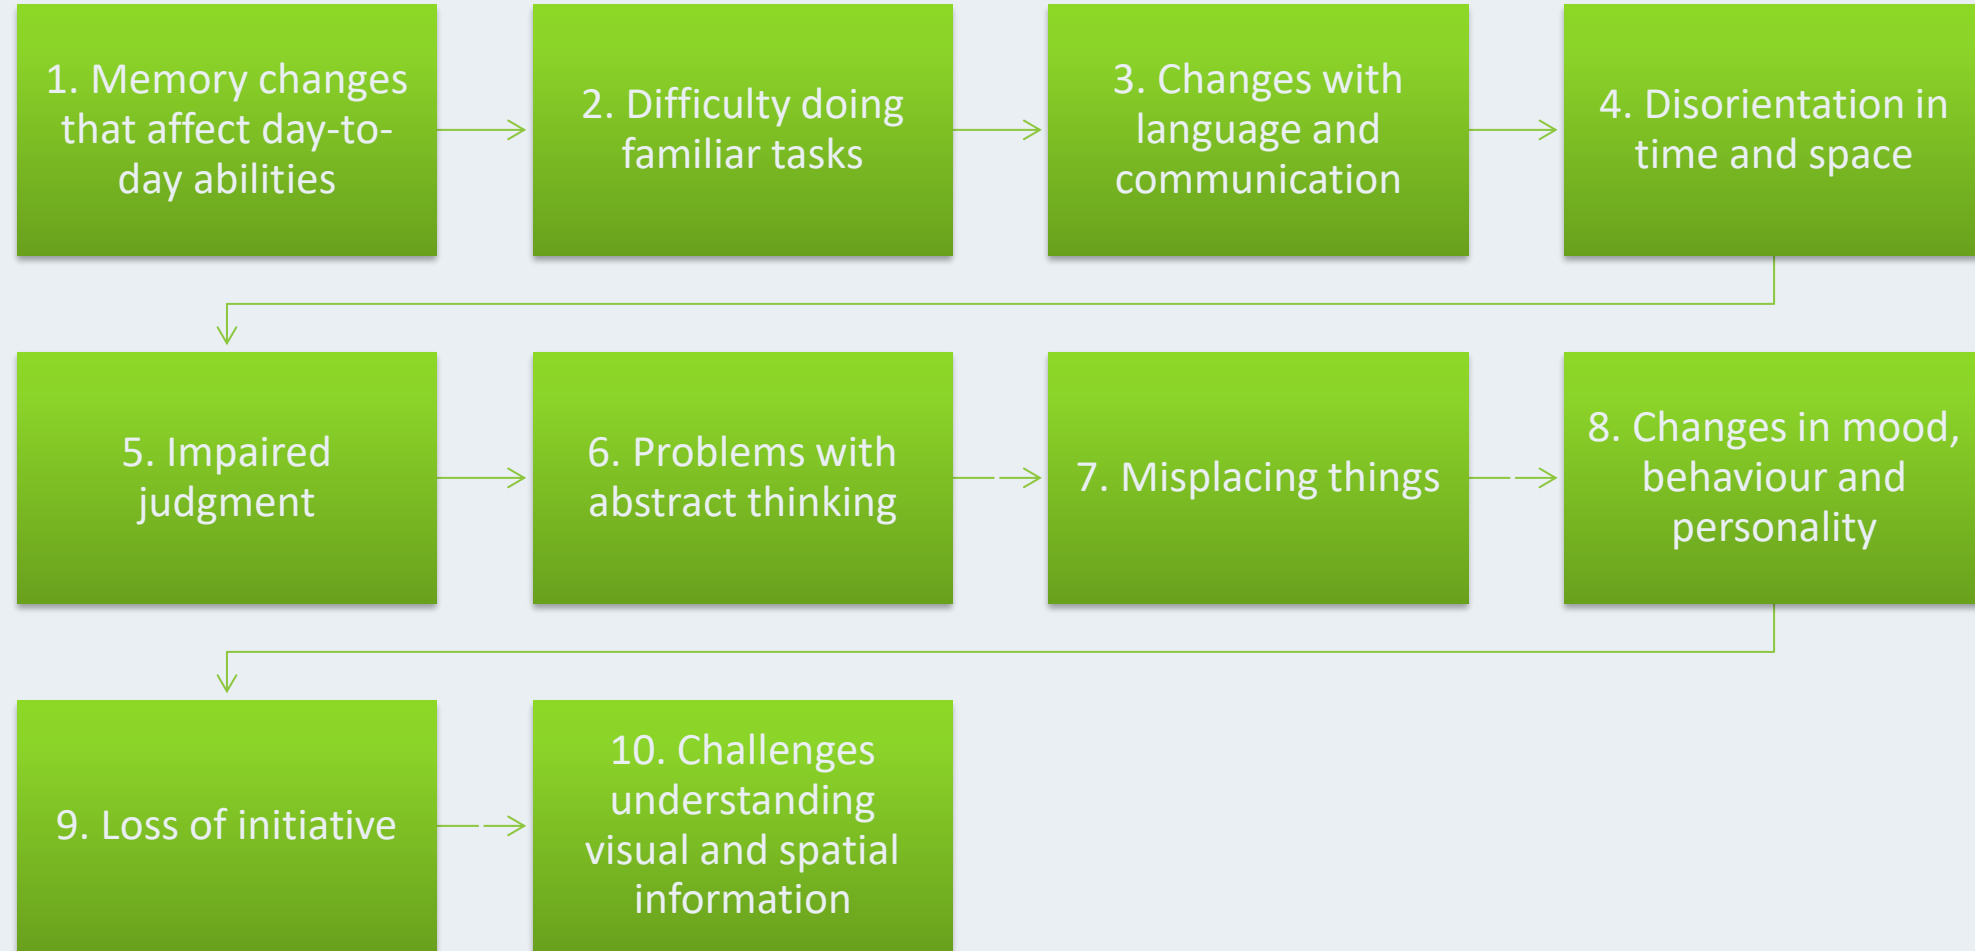 1. Memory changes
that affect day-to-
day abilities
2. Difficulty doing
familiar tasks
3. Changes with
language and
communication
4. Disorientation in
time and space
5. Impaired
judgment
6. Problems with
abstract thinking
7. Misplacing things
8. Changes in mood,
behaviour and
personality
9. Loss of initiative
10. Challenges
understanding
visual and spatial
information